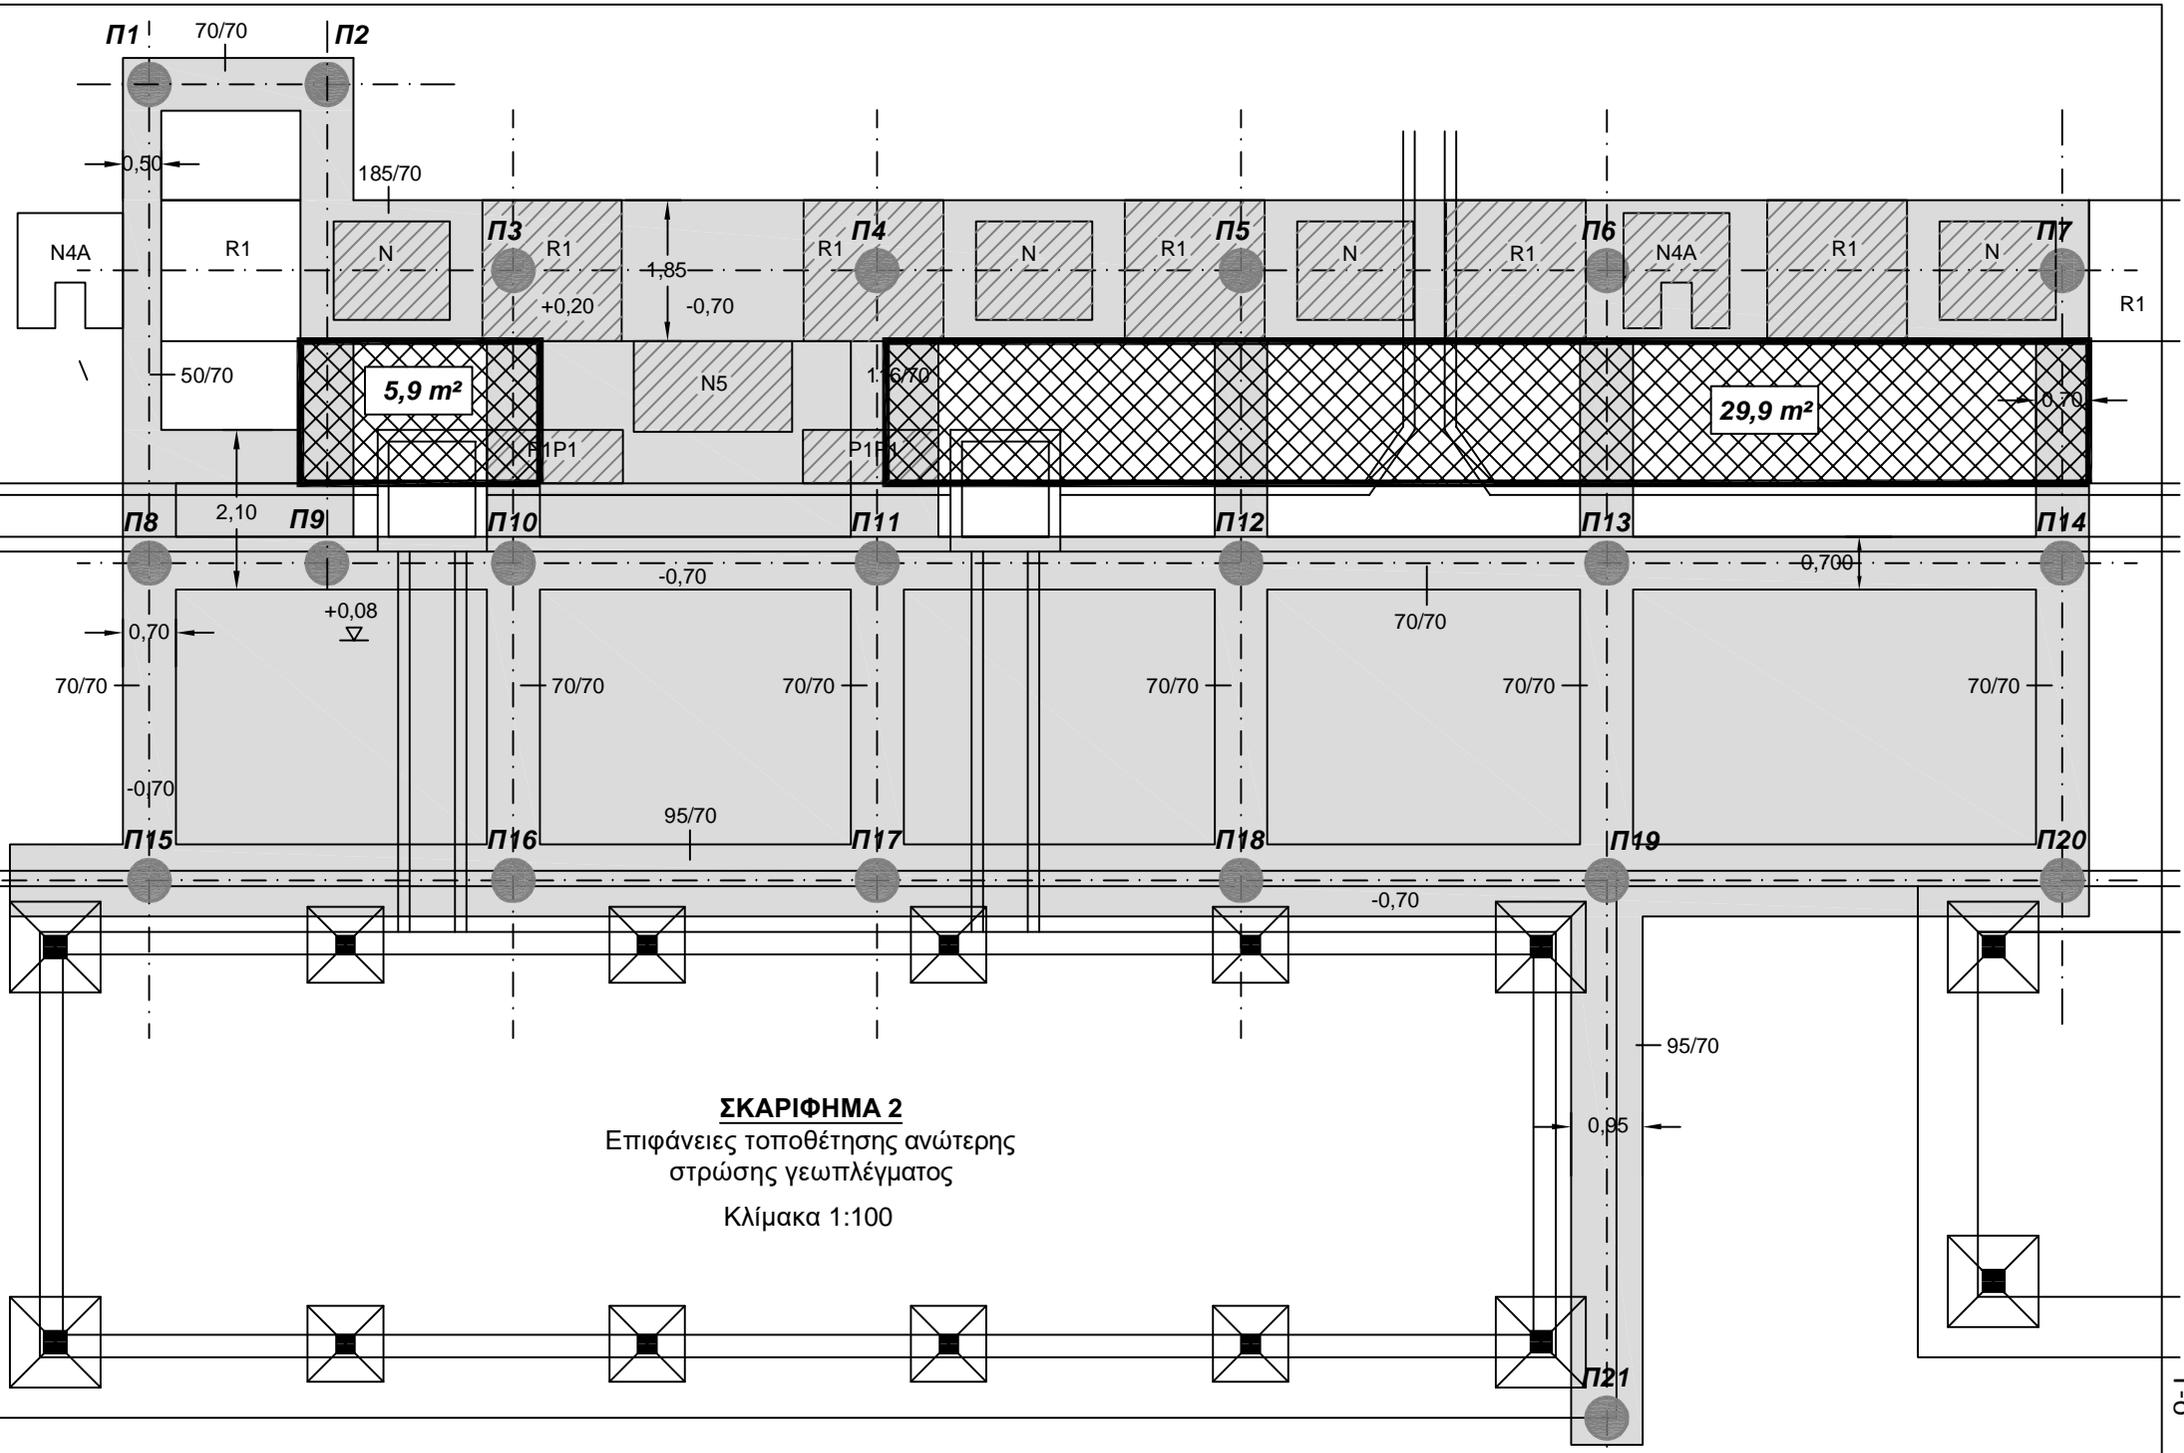 Π1
70/70
Π2
0,50
185/70
N4A
R1
N
Π3
R1
1,85
R1
Π4
N
R1
Π5
N
R1
Π6
N4A
R1
N
Π7
+0,20
-0,70
R1
50/70
5,9 m²
N5
29,9 m²
0,70
P1
P1
2,10
Π8
Π9
Π10
Π11
Π12
Π13
Π14
-0,70
0,700
+0,08
70/70
0,70
70/70
70/70
70/70
70/70
70/70
70/70
-0,70
95/70
Π15
Π16
Π17
Π18
Π19
Π20
-0,70
95/70
ΣΚΑΡΙΦΗΜΑ 2
0,95
Επιφάνειες τοποθέτησης ανώτερης
στρώσης γεωπλέγματος
Κλίμακα 1:100
Π21